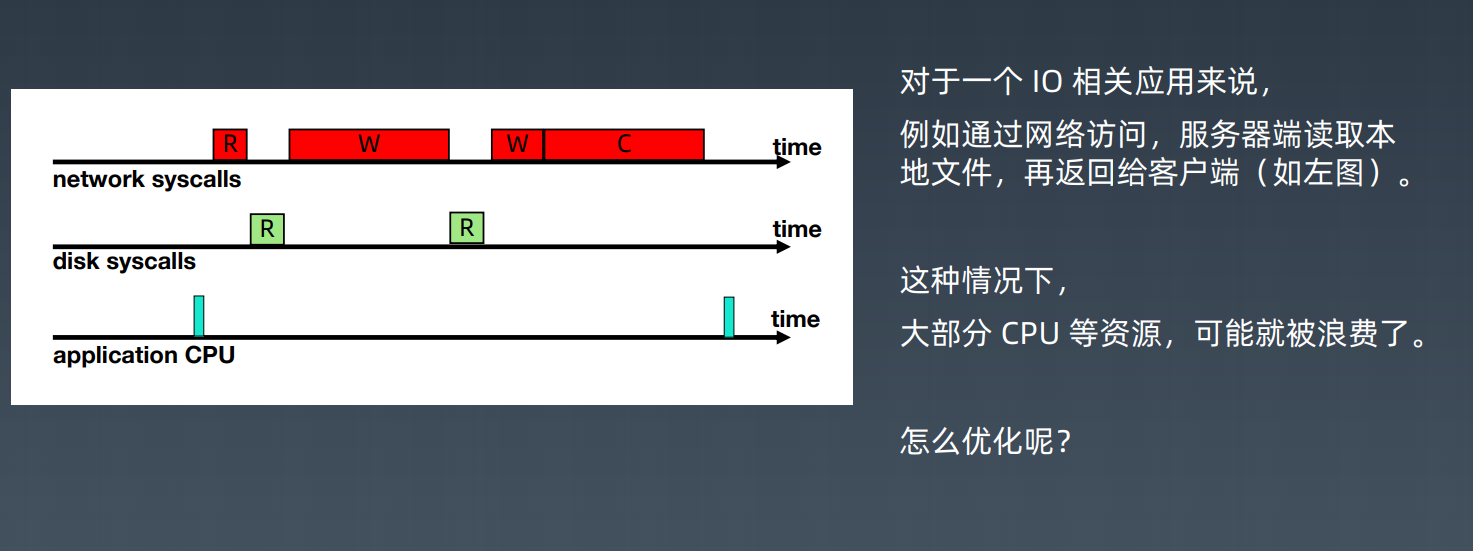 R
W
W
C
time
network syscalls
R
R
time
disk syscalls
time
application CPU
对于一个 IO 相关应用来说，
例如通过网络访问，服务器端读取本
地文件，再返回给客户端（如左图）。
这种情况下，
大部分 CPU 等资源，可能就被浪费了。
怎么优化呢？